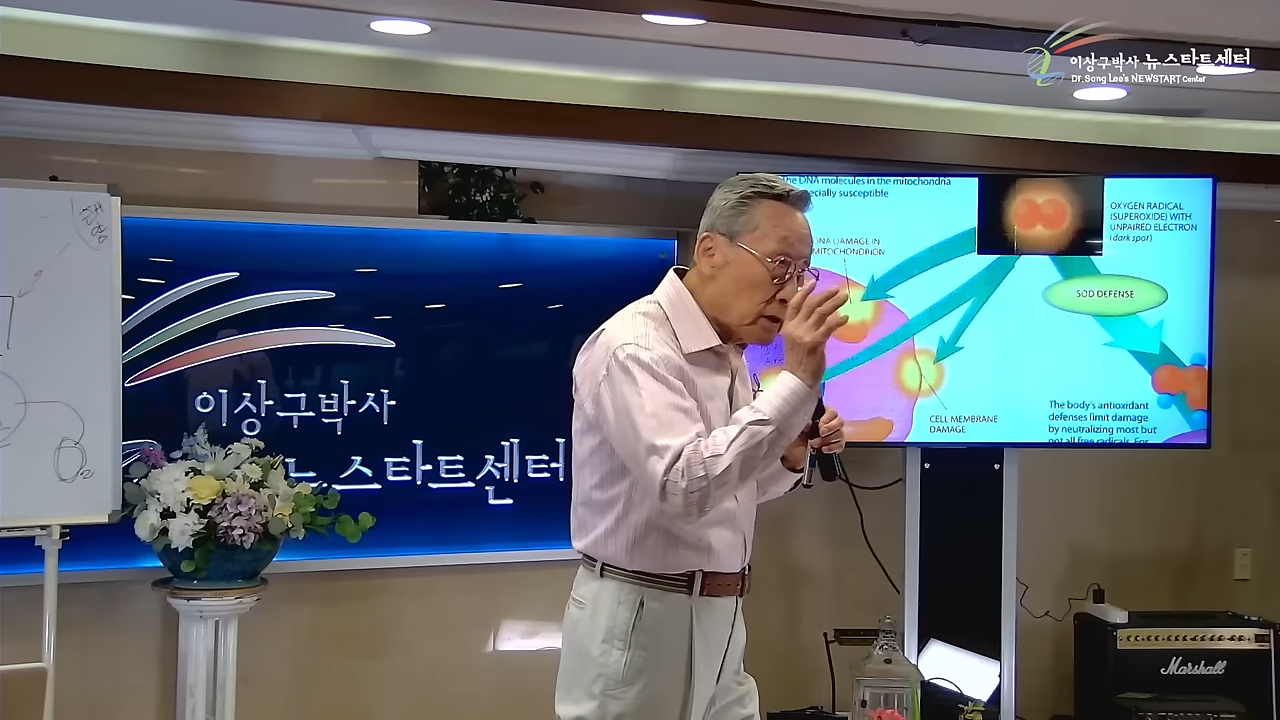 이상구박사 뉴스타트센터
Dr. Sang Lee's NEWSTART Center
The DNA molecules in the mitochondria
especially susceptible
DNA DAMAGE IN
MITOCHONDRION
OXYGEN RADICAL
(SUPEROXIDE) WITH
UNPAIRED ELECTRON
(dark spot)
SOD DEFENSE
CELL MEMBRANE
DAMAGE
The body's antioxidant
defenses limit damage
by neutralizing most but
not all free radicals. For
이상구박사
뉴스타트센터
O2
Marshall